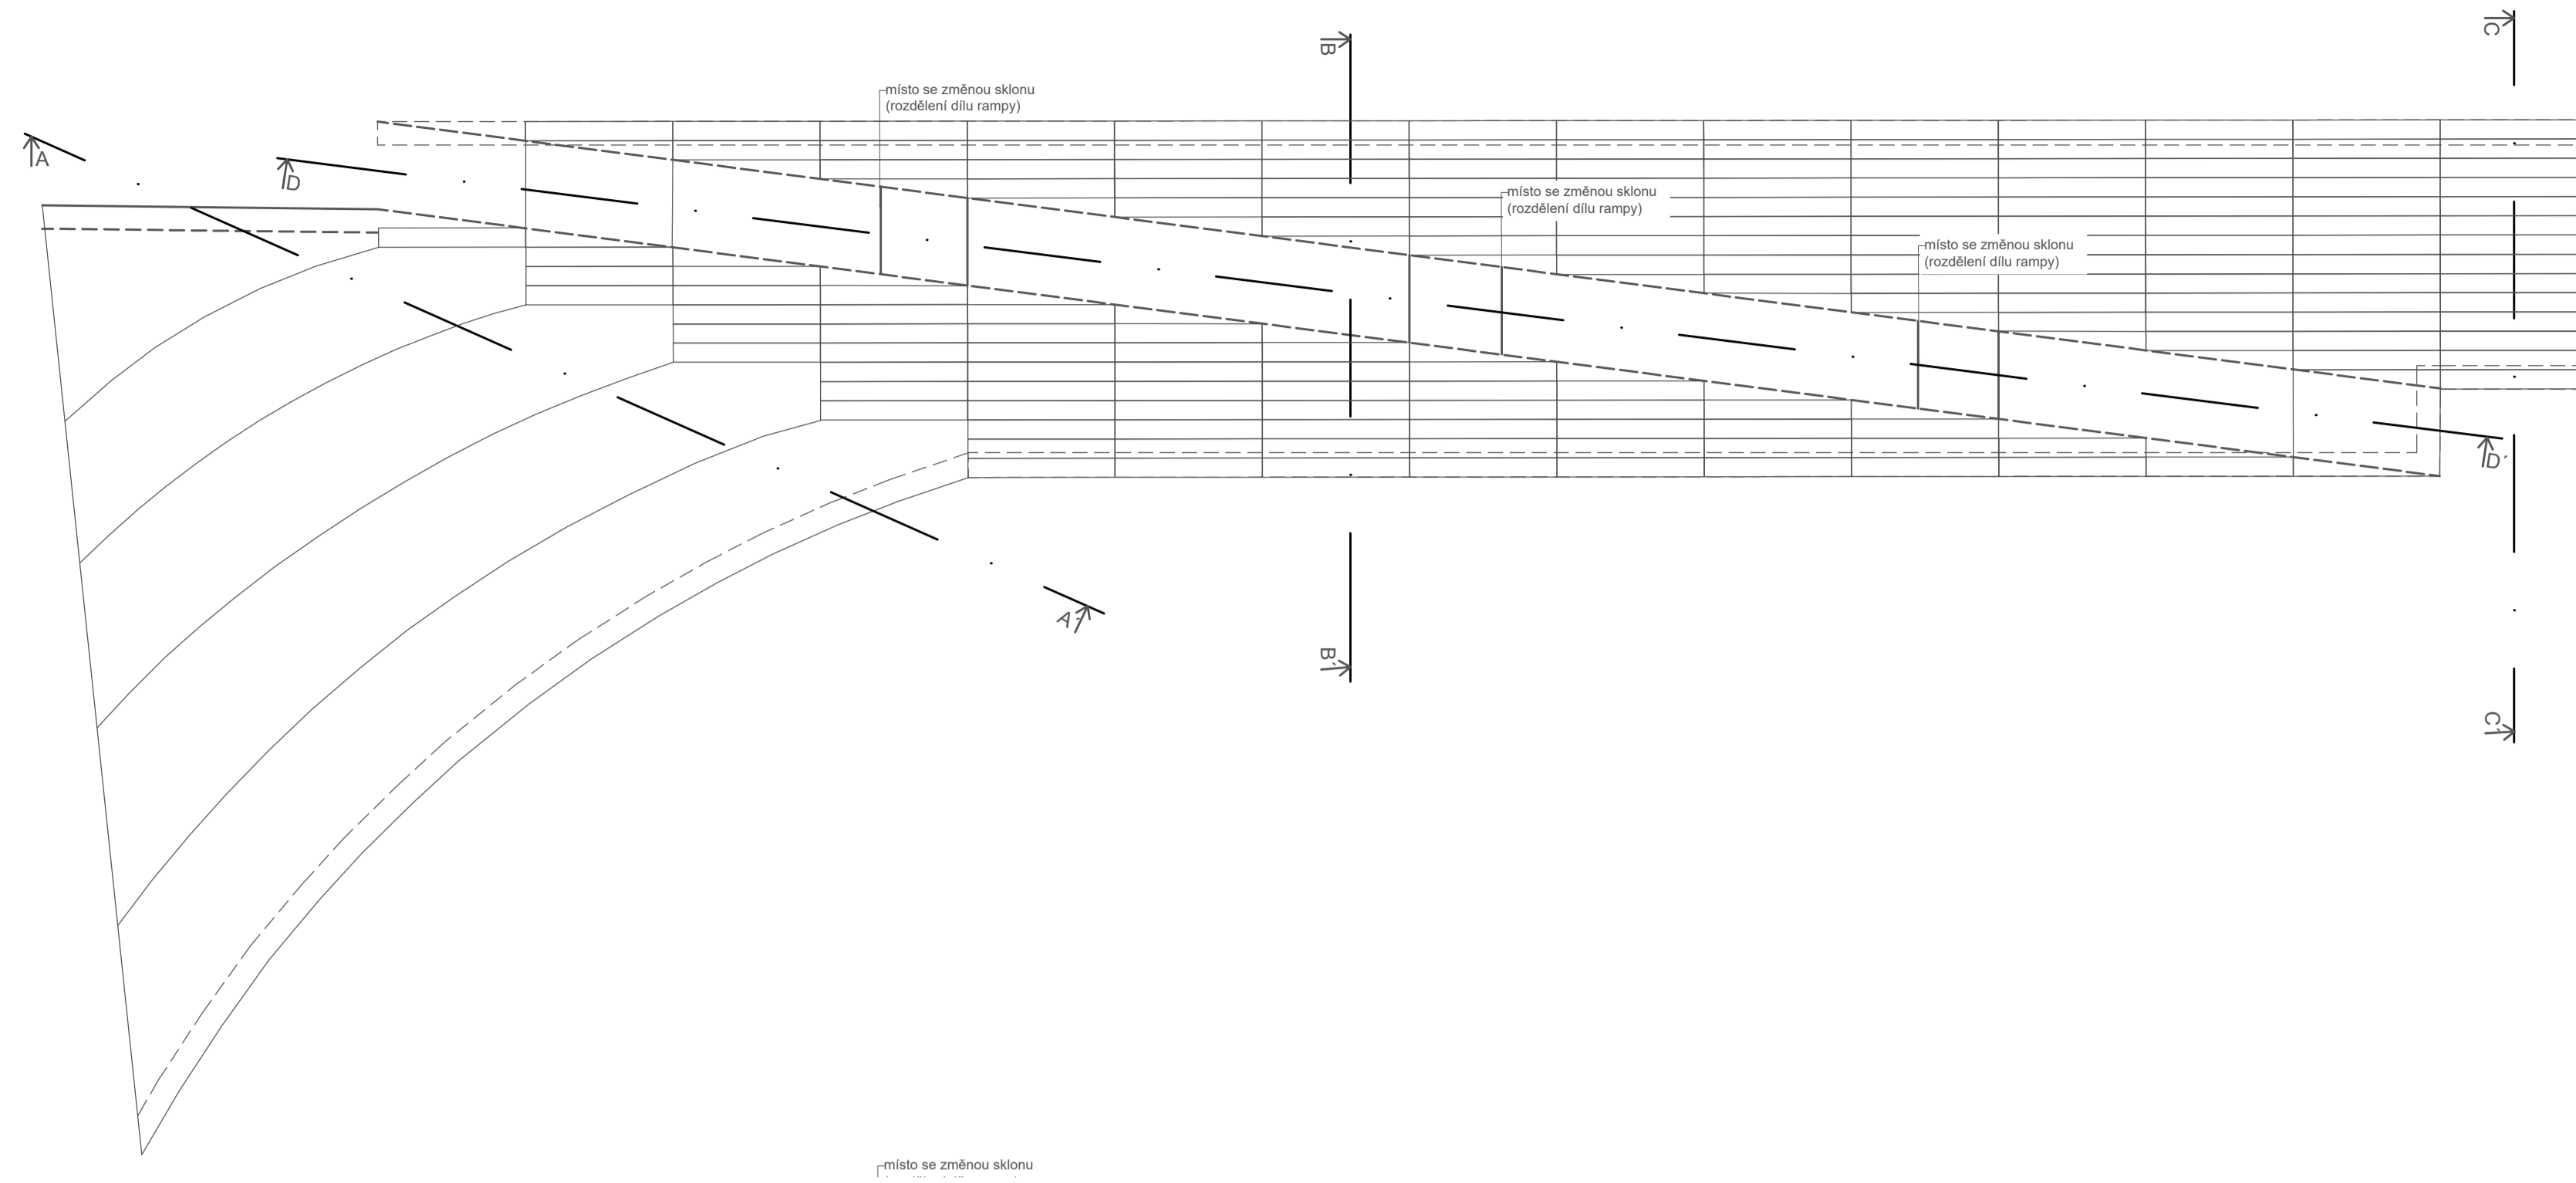 C
B
místo se změnou sklonu
(rozdělení dílu rampy)
A
D
místo se změnou sklonu
(rozdělení dílu rampy)
místo se změnou sklonu
(rozdělení dílu rampy)
D´
A´
B´
C´
místo se změnou sklonu